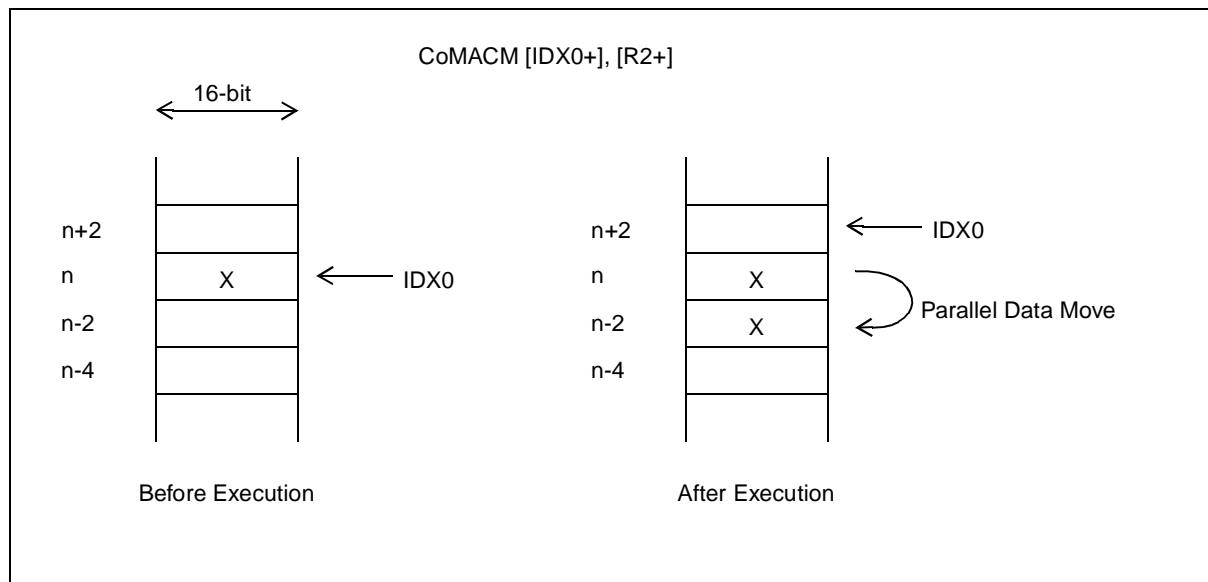 CoMACM [IDX0+], [R2+]
16-bit
n+2
IDX0
n+2
n
X
IDX0
n
X
n-2
n-2
X
Parallel Data Move
n-4
n-4
Before Execution
After Execution